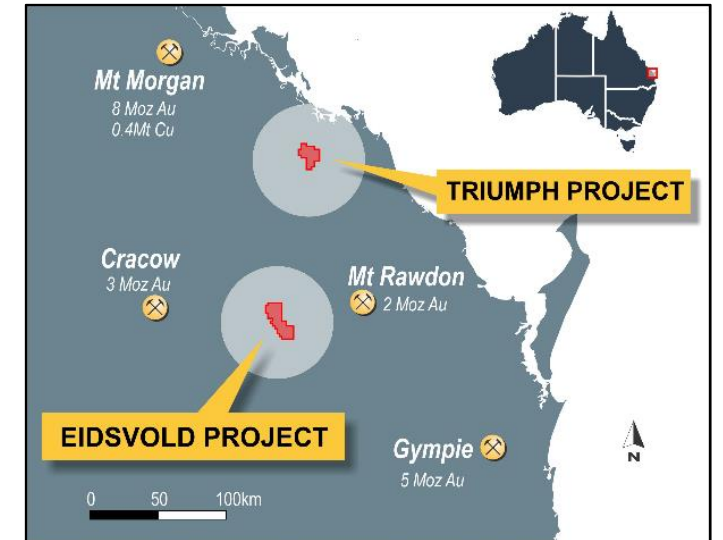 Mt Morgan
8 Moz Au
0.4Mt Cu
TRIUMPH PROJECT
Cracow
3 Moz Au
Mt Rawdon
2 Moz Au
EIDSVOLD PROJECT
Gympie
5 Moz Au
N
0 50 100km